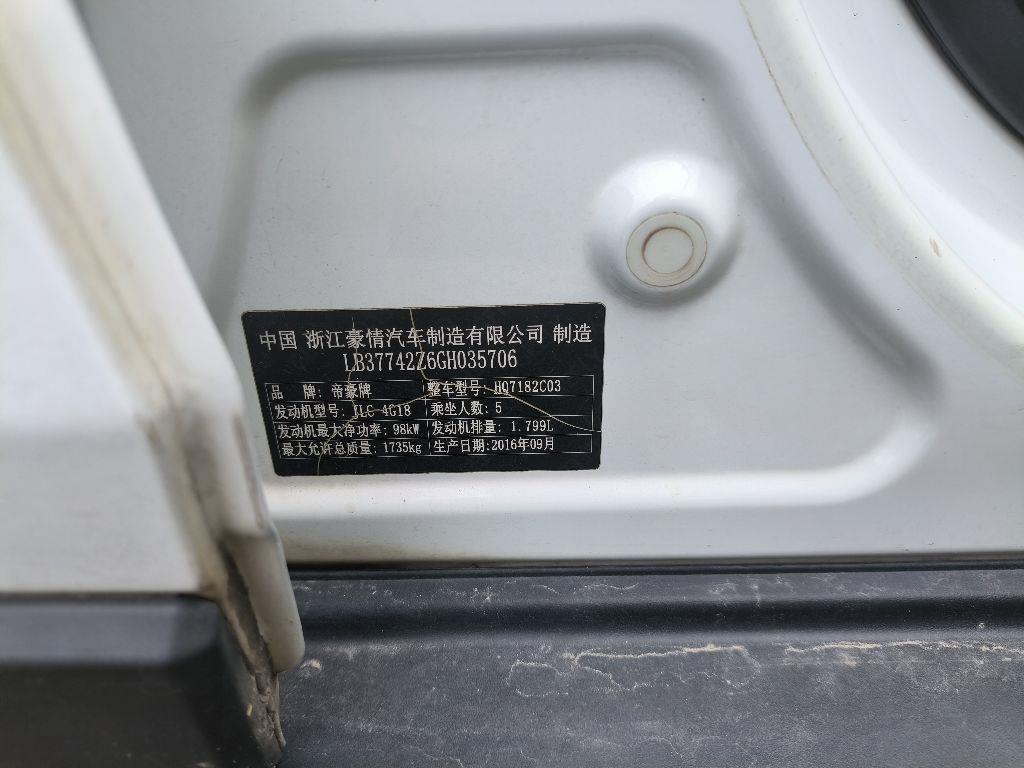 中国 浙江豪情汽车制造有限公司 制造
LB37742Z6GH035706
品 牌: 帝豪牌 整车型号: HQ7182C03
发动机型号: JLC-4G18 乘坐人数: 5
发动机最大净功率: 98kW 发动机排量: 1.799L
最大允许总质量: 1735kg 生产日期:2016年09月